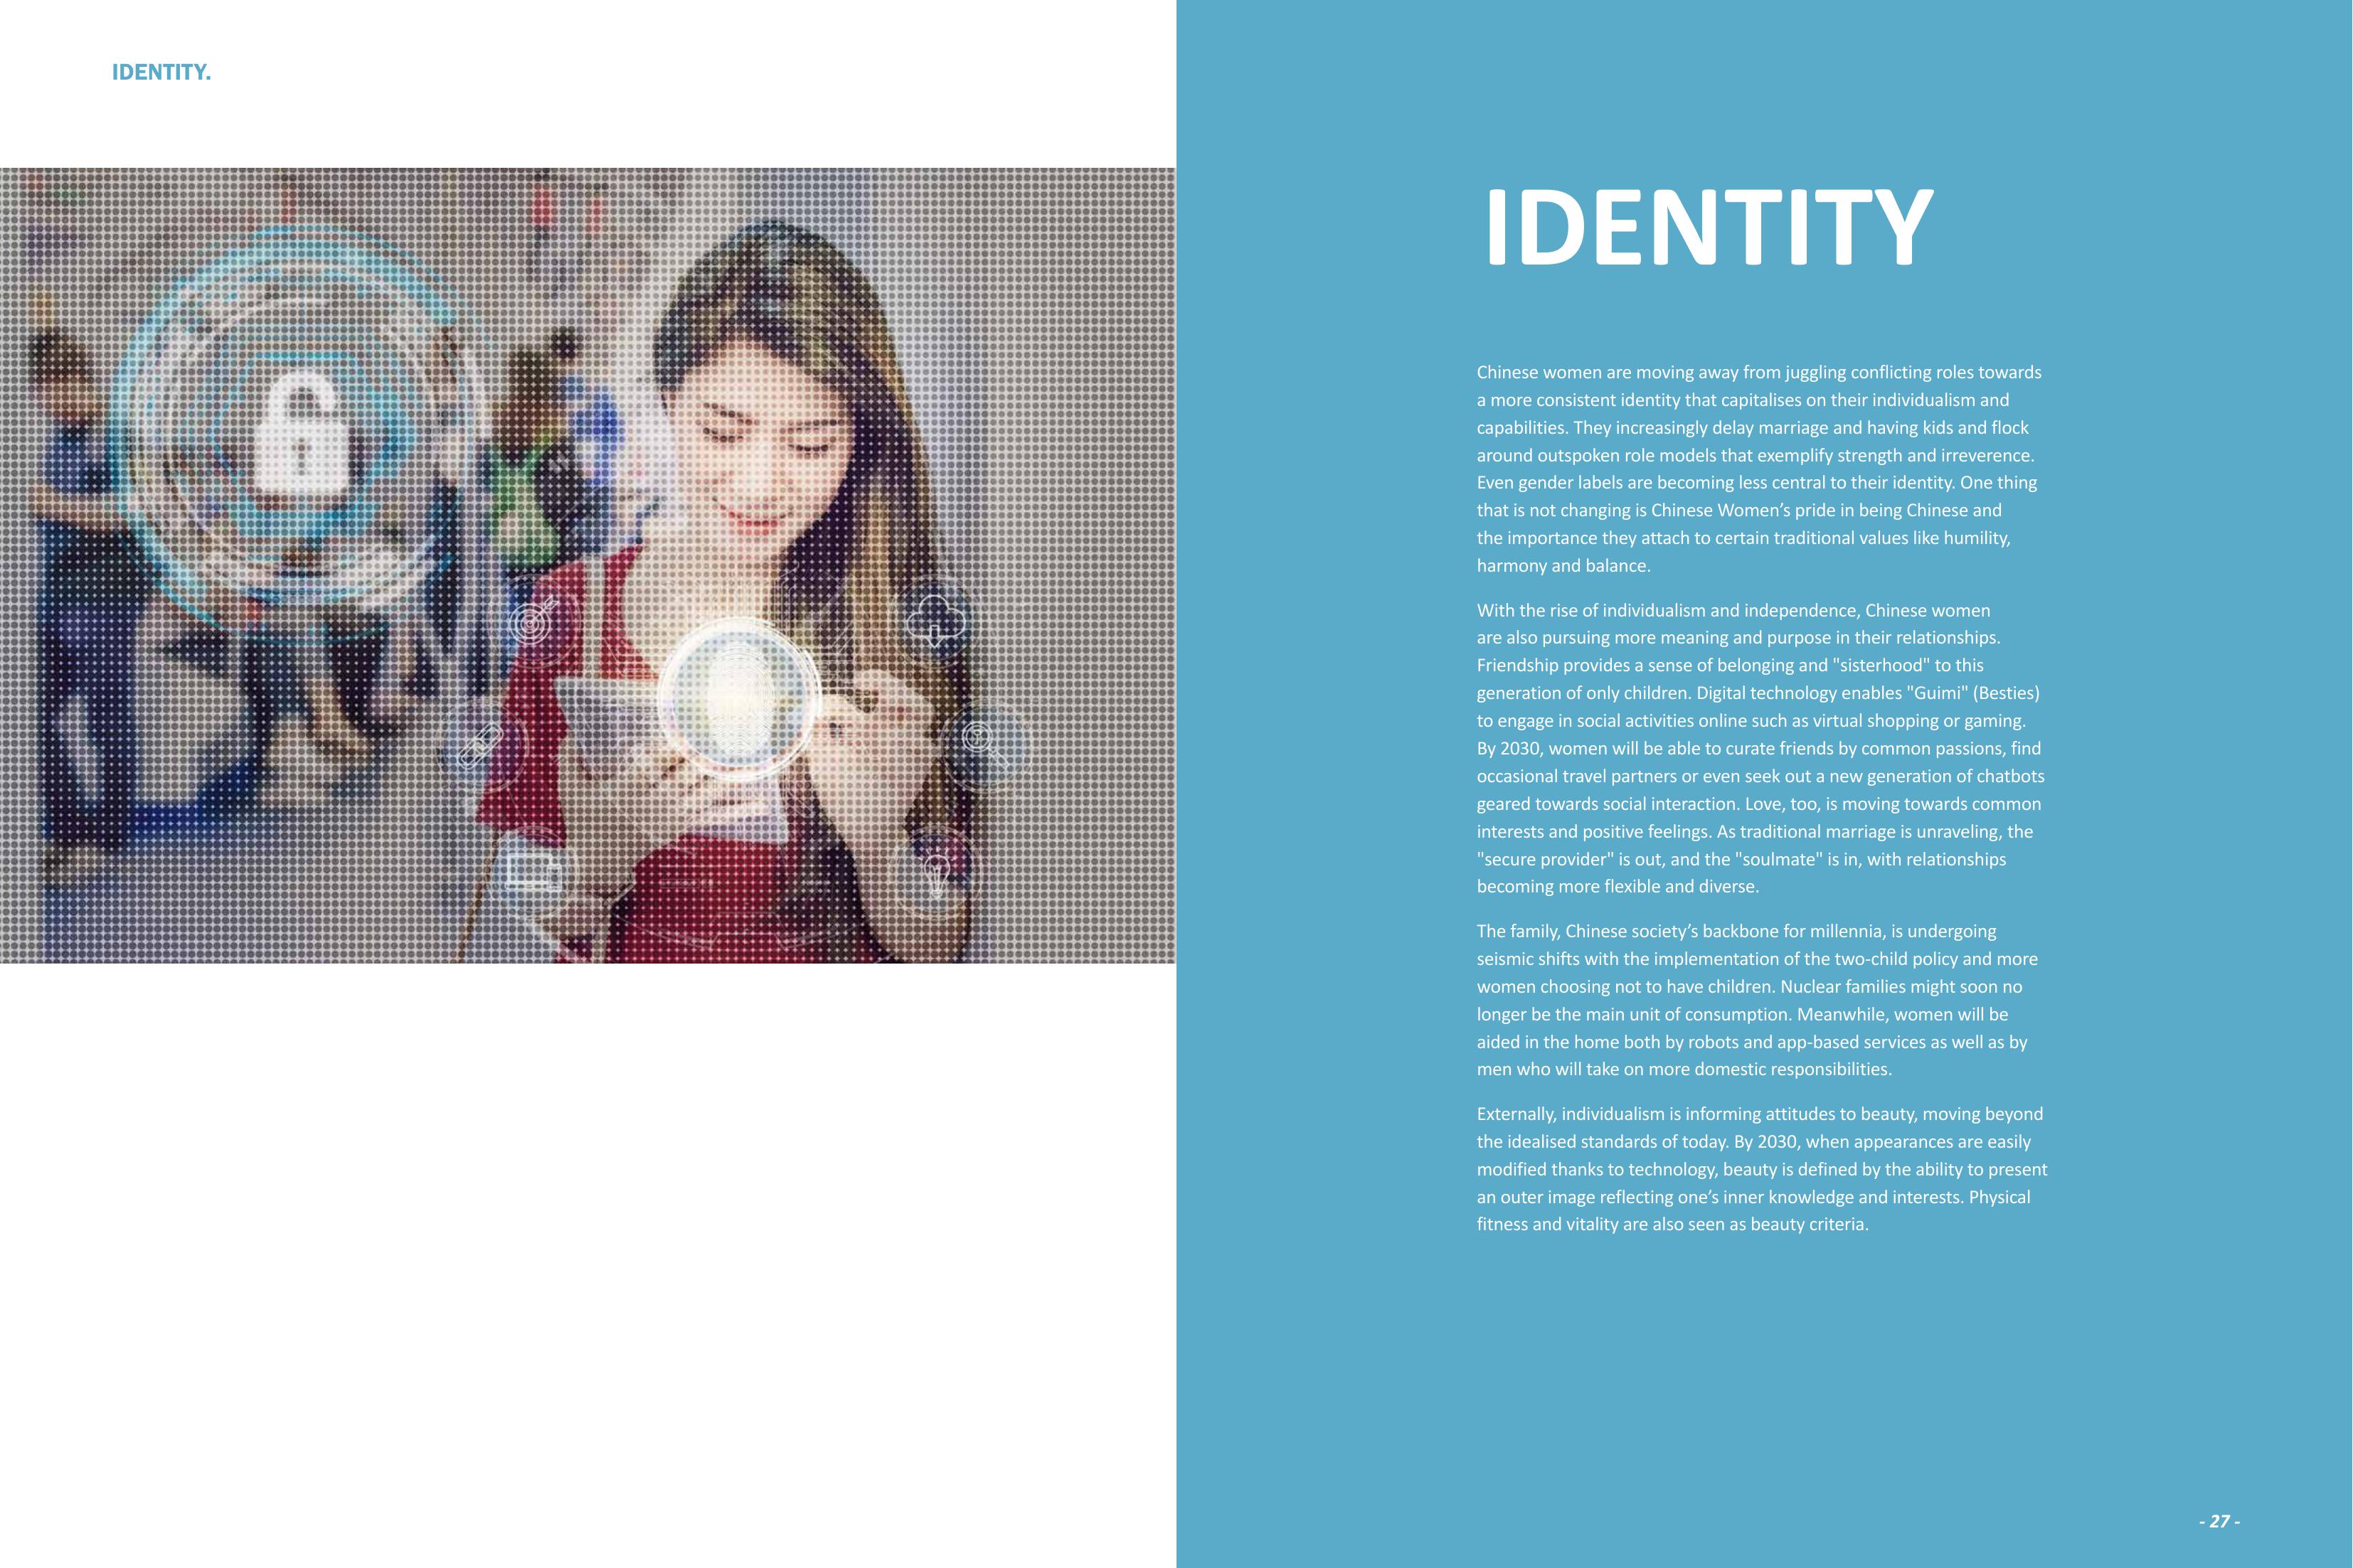 IDENTITY.
IDENTITY
Chinese women are moving away from juggling conflicting roles towards
a more consistent identity that capitalises on their individualism and
capabilities. They increasingly delay marriage and having kids and flock
around outspoken role models that exemplify strength and irreverence.
Even gender labels are becoming less central to their identity. One thing
that is not changing is Chinese Women’s pride in being Chinese and
the importance they attach to certain traditional values like humility,
harmony and balance.
With the rise of individualism and independence, Chinese women
are also pursuing more meaning and purpose in their relationships.
Friendship provides a sense of belonging and "sisterhood" to this
generation of only children. Digital technology enables "Guimi" (Besties)
to engage in social activities online such as virtual shopping or gaming.
By 2030, women will be able to curate friends by common passions, find
occasional travel partners or even seek out a new generation of chatbots
geared towards social interaction. Love, too, is moving towards common
interests and positive feelings. As traditional marriage is unraveling, the
"secure provider" is out, and the "soulmate" is in, with relationships
becoming more flexible and diverse.
The family, Chinese society’s backbone for millennia, is undergoing
seismic shifts with the implementation of the two-child policy and more
women choosing not to have children. Nuclear families might soon no
longer be the main unit of consumption. Meanwhile, women will be
aided in the home both by robots and app-based services as well as by
men who will take on more domestic responsibilities.
Externally, individualism is informing attitudes to beauty, moving beyond
the idealised standards of today. By 2030, when appearances are easily
modified thanks to technology, beauty is defined by the ability to present
an outer image reflecting one’s inner knowledge and interests. Physical
fitness and vitality are also seen as beauty criteria.
- 27 -